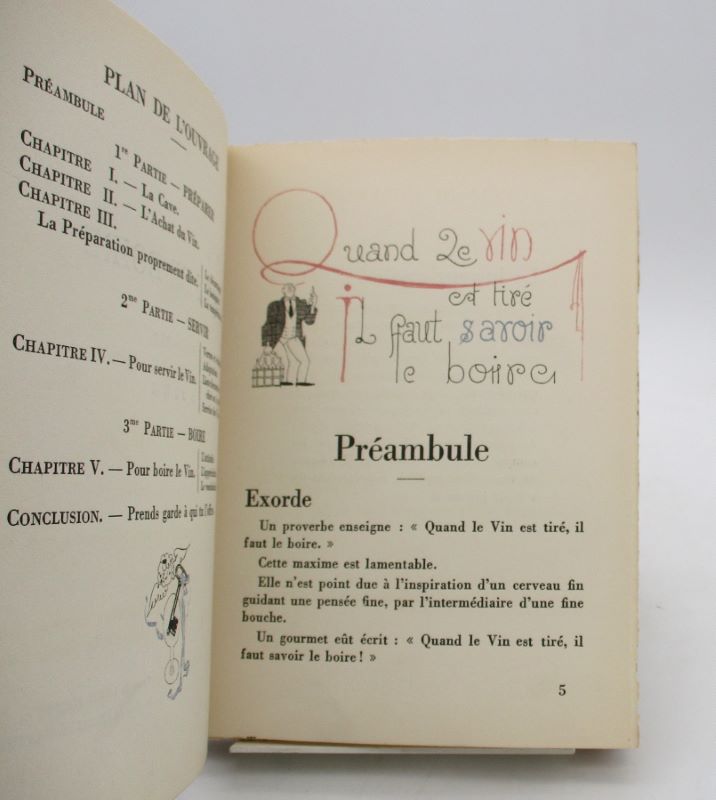 PLAN DE L'OUVRAGE
PRÉAMBULE
1re PARTIE — PRÉPARER
CHAPITRE I. — La Cave.
CHAPITRE II. — L'Achat du Vin.
CHAPITRE III.
La Préparation proprement dite.
2me PARTIE — SERVIR
CHAPITRE IV. — Pour servir le Vin.
3me PARTIE — BOIRE
CHAPITRE V. — Pour boire le Vin.
CONCLUSION. — Prends garde à qui tu l'offres
Quand le vin
est tiré
il faut savoir
le boire
Préambule
Exorde
Un proverbe enseigne : « Quand le Vin est tiré, il
faut le boire. »
Cette maxime est lamentable.
Elle n'est point due à l'inspiration d'un cerveau fin
guidant une pensée fine, par l'intermédiaire d'une fine
bouche.
Un gourmet eût écrit : « Quand le Vin est tiré, il
faut savoir le boire ! »
5